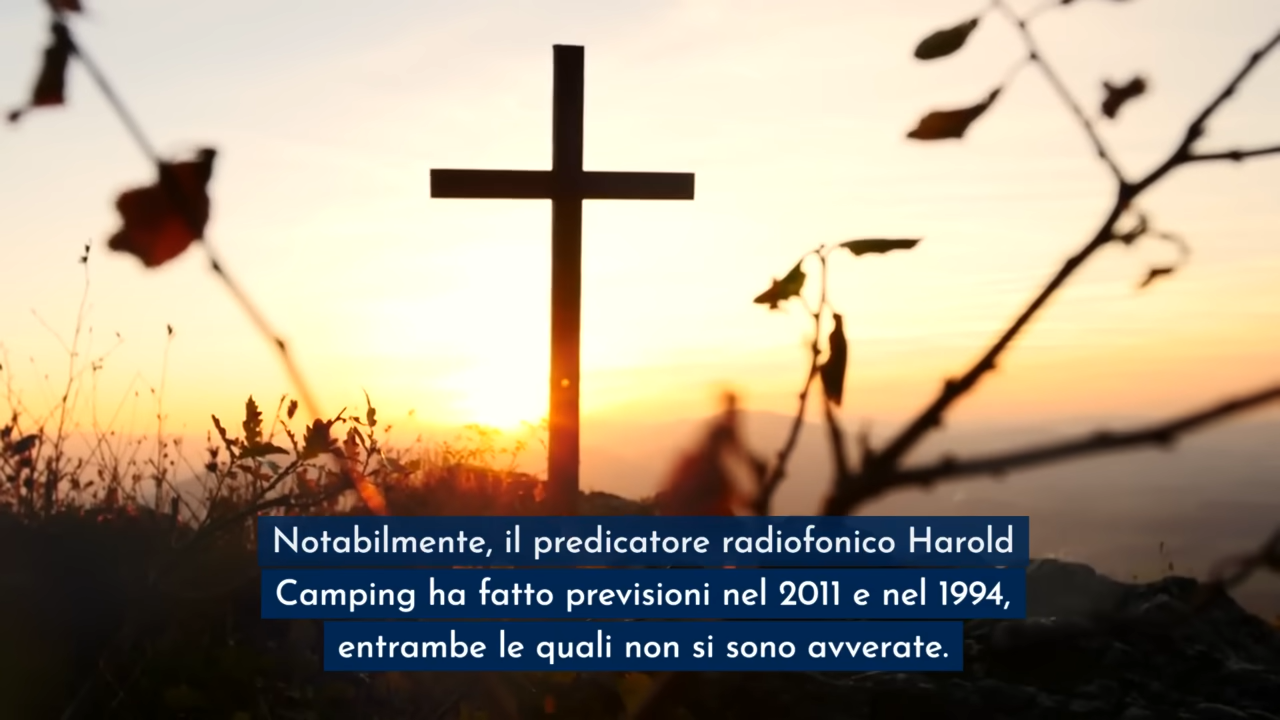 Notabilmente, il predicatore radiofonico Harold
Camping ha fatto previsioni nel 2011 e nel 1994,
entrambe le quali non si sono avverate.